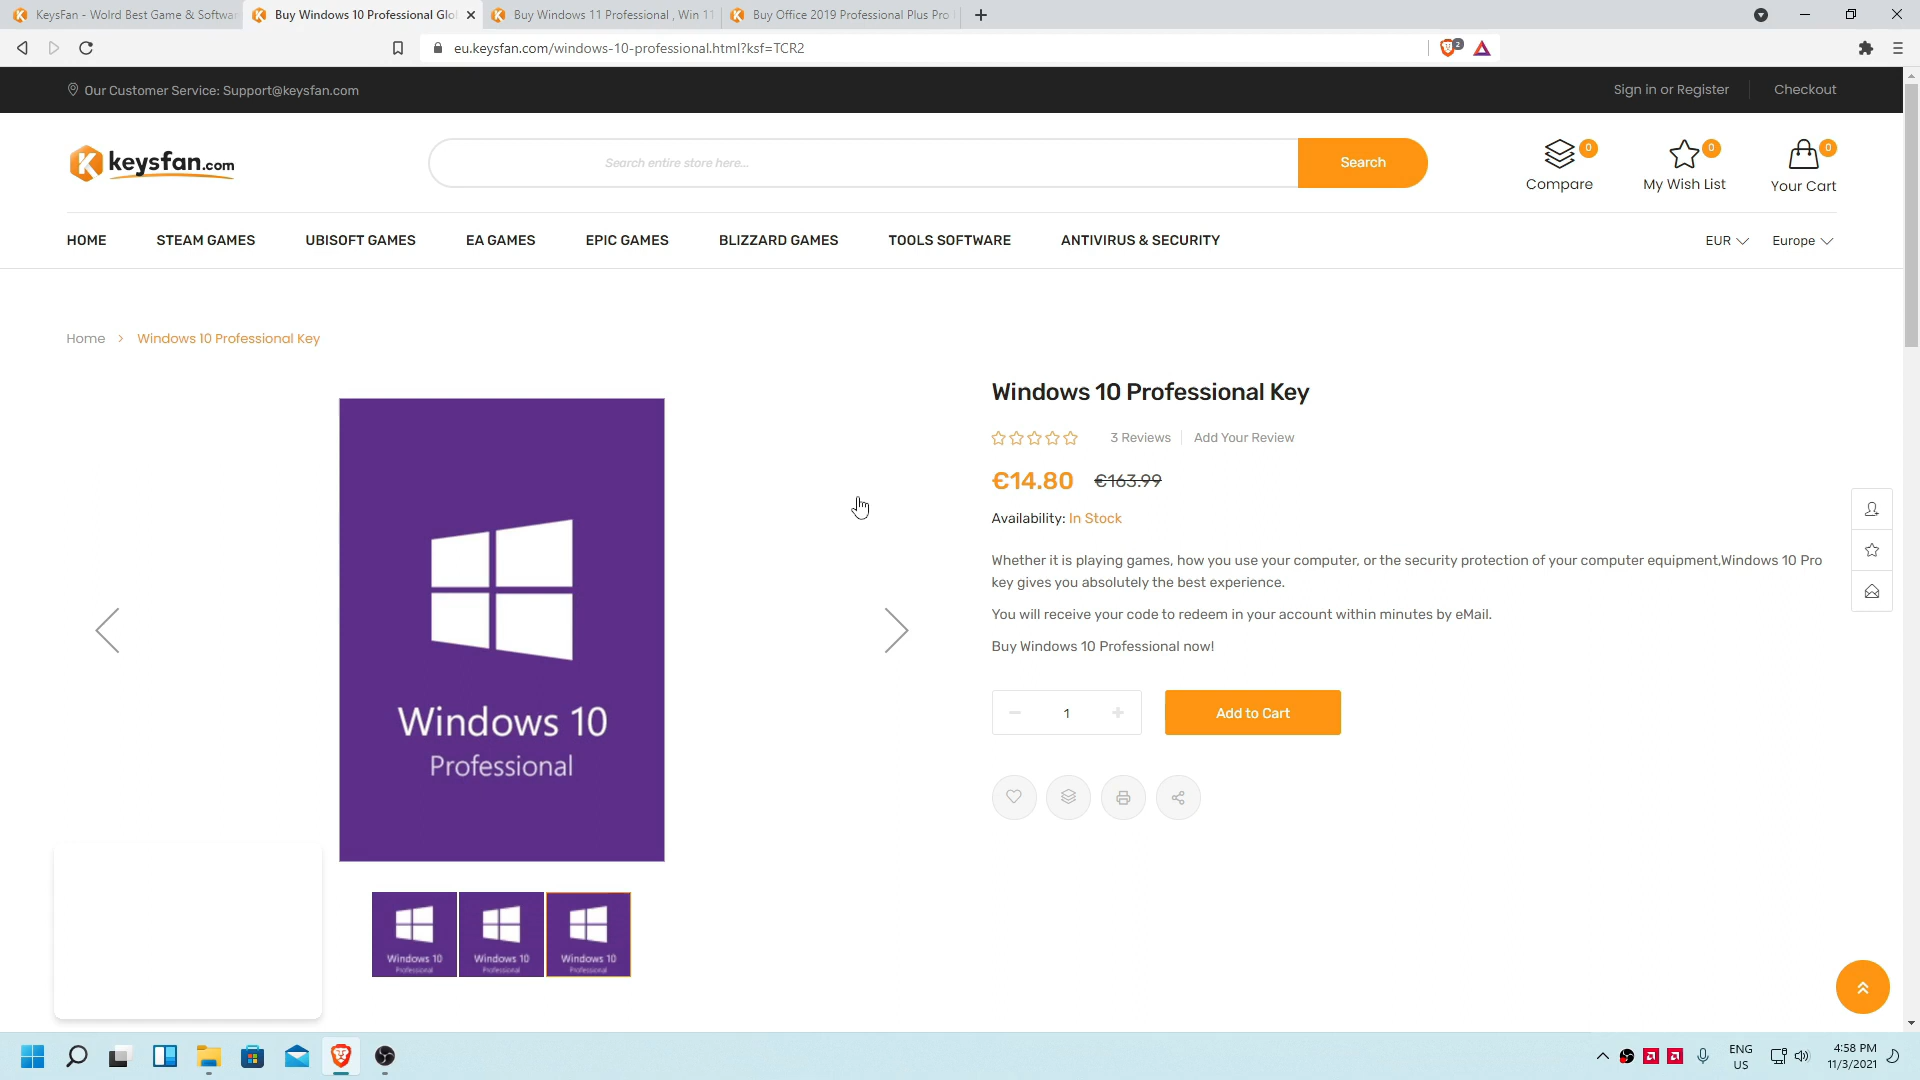 KeysFan - Wolrd Best Game & Softwar
Buy Windows 10 Professional Glo
Buy Windows 11 Professional , Win 11
Buy Office 2019 Professional Plus Pro
eu.keysfan.com/windows-10-professional.html?ksf=TCR2
2
Our Customer Service: Support@keysfan.com
Sign in or Register
Checkout
keysfan.com
Search entire store here...
Search
0
Compare
0
My Wish List
0
Your Cart
HOME
STEAM GAMES
UBISOFT GAMES
EA GAMES
EPIC GAMES
BLIZZARD GAMES
TOOLS SOFTWARE
ANTIVIRUS & SECURITY
EUR
Europe
Home > Windows 10 Professional Key
Windows 10 Professional Key
3 Reviews
Add Your Review
€14.80 €163.99
Availability: In Stock
Whether it is playing games, how you use your computer, or the security protection of your computer equipment,Windows 10 Pro
key gives you absolutely the best experience.
You will receive your code to redeem in your account within minutes by eMail.
Buy Windows 10 Professional now!
1
Add to Cart
Windows 10
Professional
Windows 10
Professional
Windows 10
Professional
Windows 10
Professional
ENG
US
4:58 PM
11/3/2021